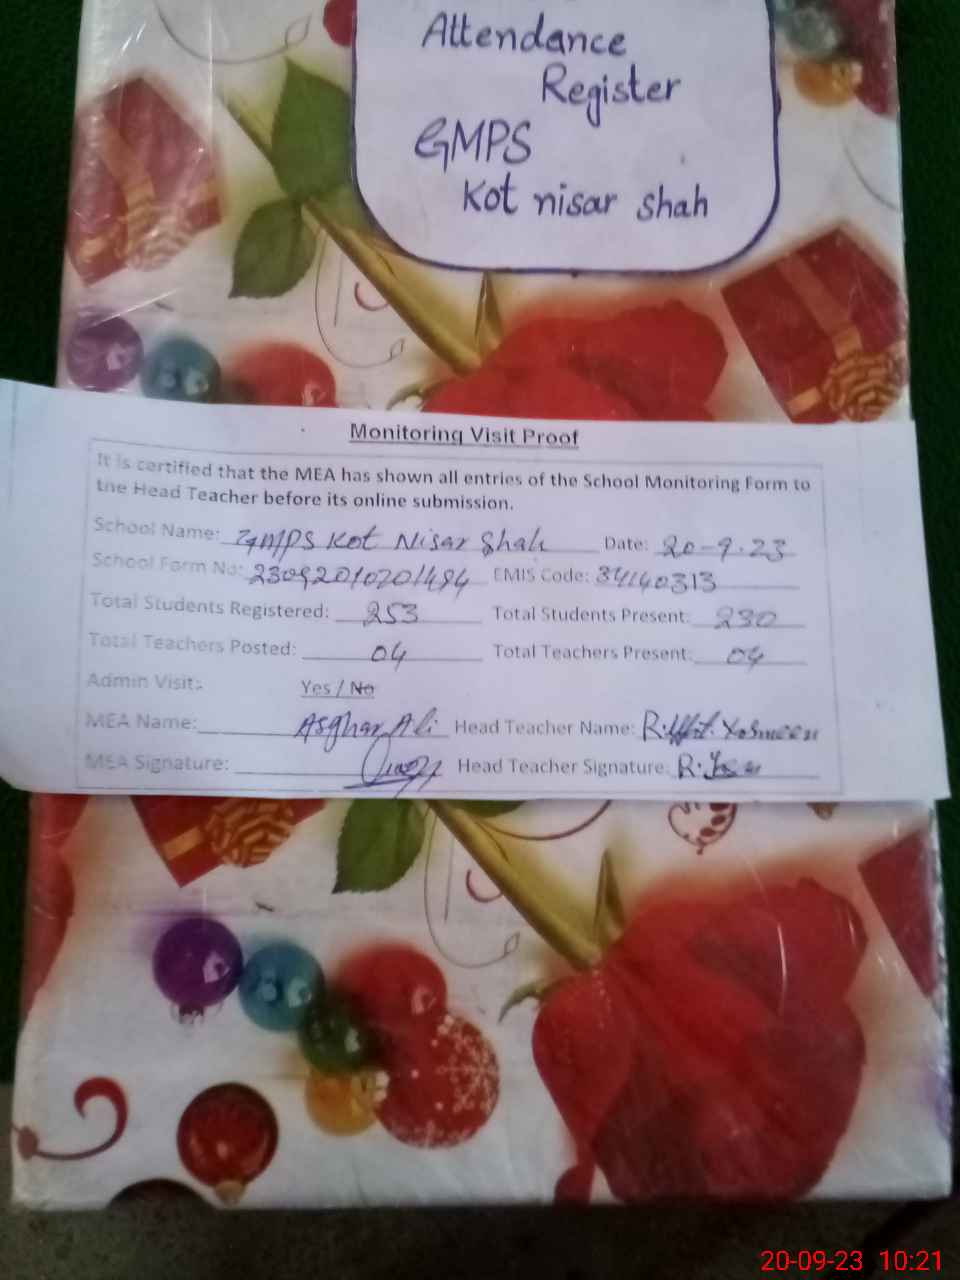 Attendance
Register
GMPS
Kot nisar shah
Monitoring Visit Proof
It is certified that the MEA has shown all entries of the School Monitoring Form to
the Head Teacher before its online submission.
School Name: GMPS Kot Nisar Shah Date: 20-9-23
School Form No: EMIS Code: 34140313
Total Students Registered: 253 Total Students Present: 230
Total Teachers Posted: 04 Total Teachers Present: 04
Admin Visit: Yes / No
MEA Name: Asghar Ali Head Teacher Name: Riffat Yasmeen
MEA Signature: Head Teacher Signature:
20-09-23 10:21